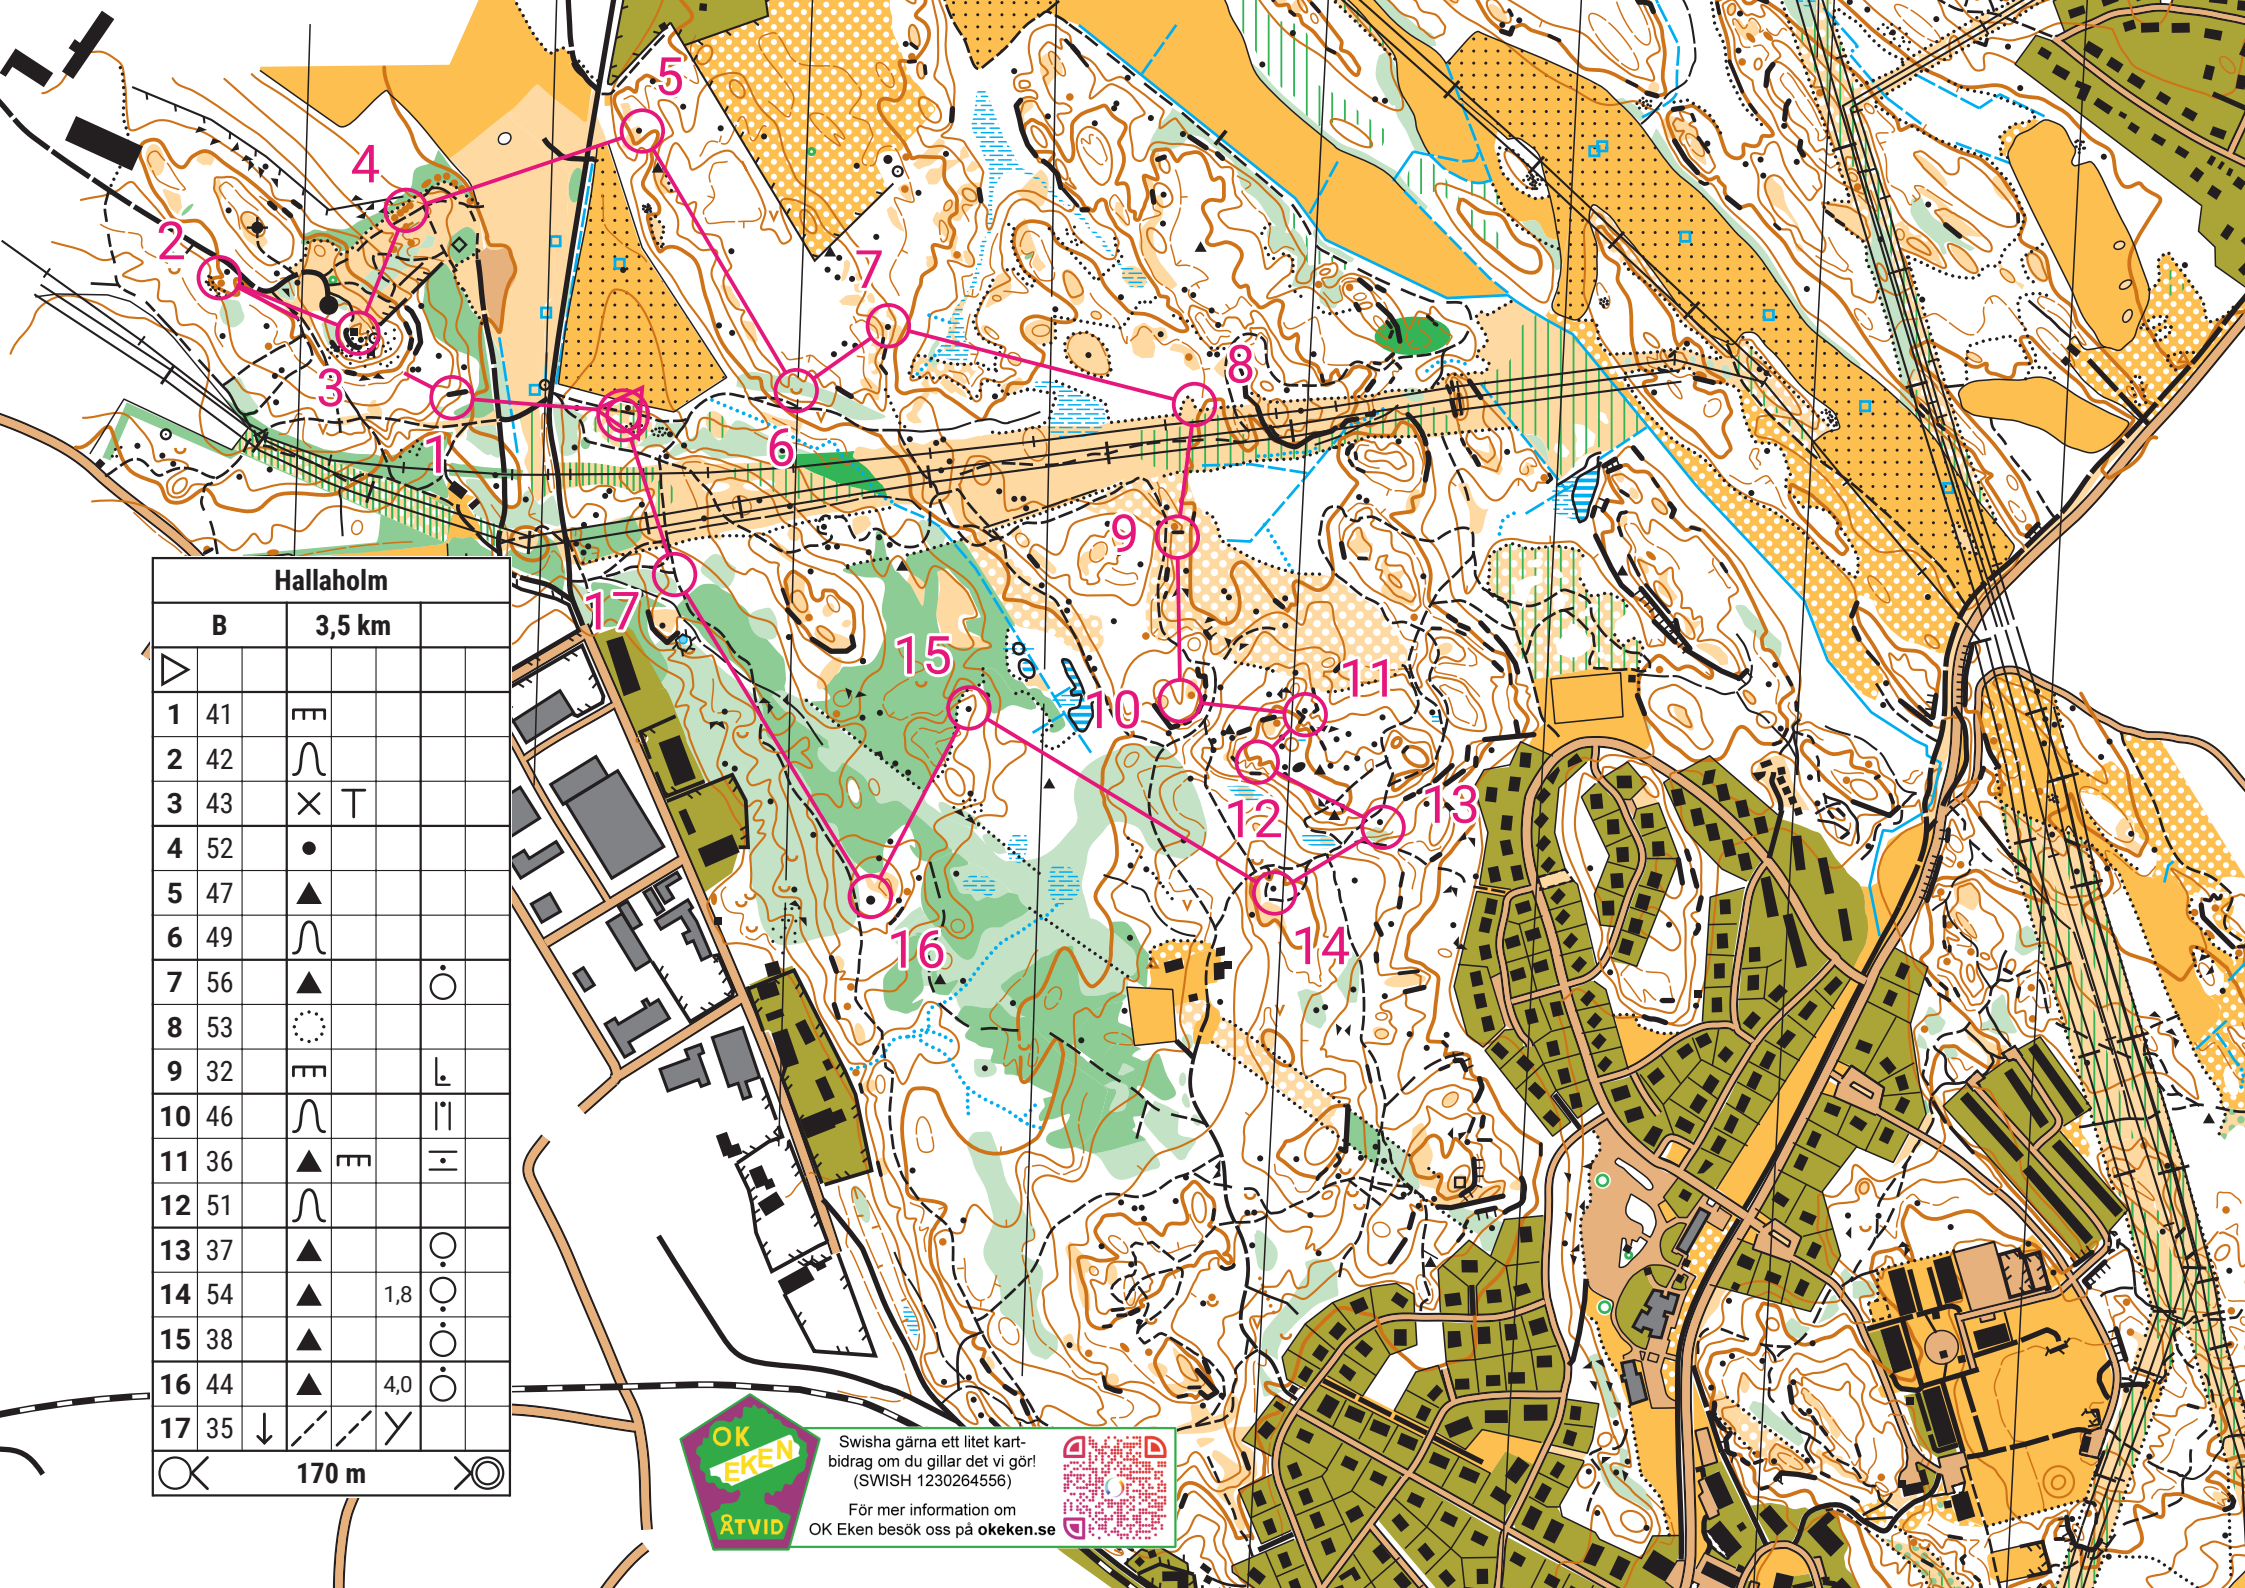 5
4
2
7
3
8
1
6
9
17
15
11
10
13
12
16
14
Hallaholm
B 3,5 km
1 41
2 42
3 43
4 52
5 47
6 49
7 56
8 53
9 32
10 46
11 36
12 51
13 37
14 54 1,8
15 38
16 44 4,0
17 35
170 m
OK
EKEN
ÅTVID
Swisha gärna ett litet kart-
bidrag om du gillar det vi gör!
(SWISH 1230264556)
För mer information om
OK Eken besök oss på okeken.se